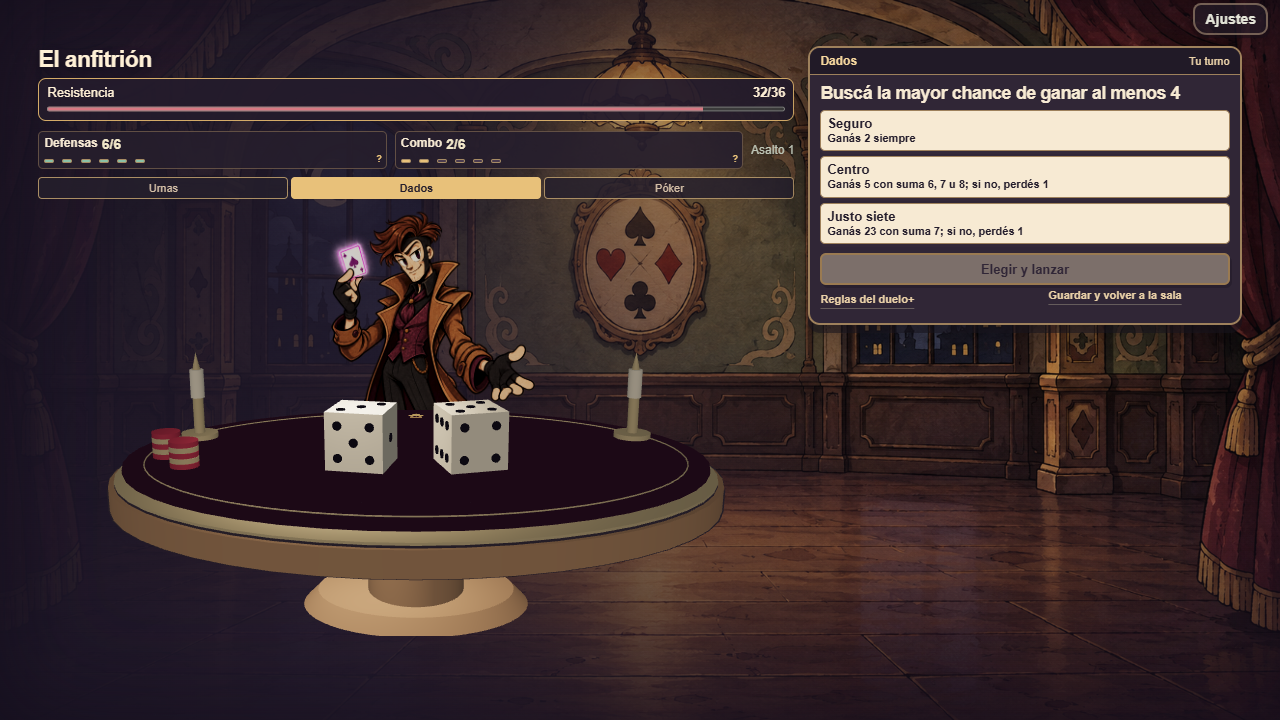 Ajustes
El anfitrión
Resistencia 32/36
Defensas 6/6
?
Combo 2/6
?
Asalto 1
Urnas
Dados
Póker
Dados
Tu turno
Buscá la mayor chance de ganar al menos 4
Seguro
Ganás 2 siempre
Centro
Ganás 5 con suma 6, 7 u 8; si no, perdés 1
Justo siete
Ganás 23 con suma 7; si no, perdés 1
Elegir y lanzar
Reglas del duelo+
Guardar y volver a la sala